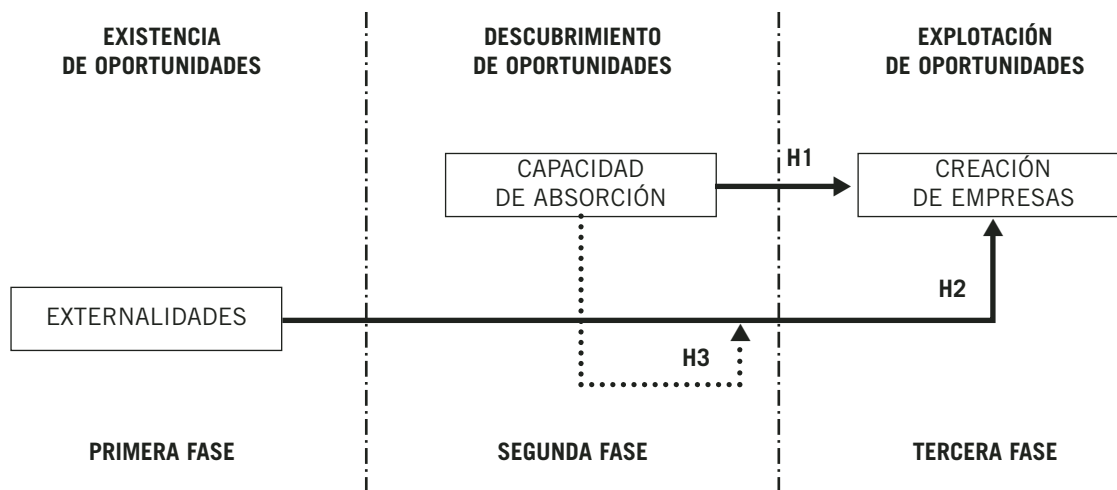 EXISTENCIA
DE OPORTUNIDADES
DESCUBRIMIENTO
DE OPORTUNIDADES
EXPLOTACIÓN
DE OPORTUNIDADES
CAPACIDAD
DE ABSORCIÓN
H1
CREACIÓN
DE EMPRESAS
EXTERNALIDADES
H2
H3
PRIMERA FASE
SEGUNDA FASE
TERCERA FASE